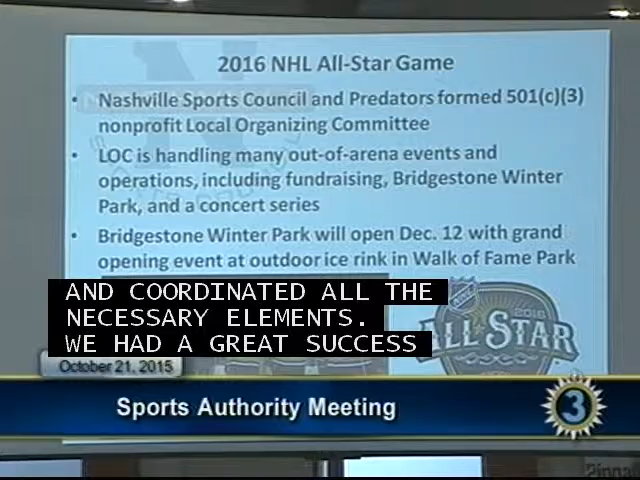 2016 NHL All-Star Game
• Nashville Sports Council and Predators formed 501(c)(3)
nonprofit Local Organizing Committee
• LOC is handling many out-of-arena events and
operations, including fundraising, Bridgestone Winter
Park, and a concert series
• Bridgestone Winter Park will open Dec. 12 with grand
opening event at outdoor ice rink in Walk of Fame Park
AND COORDINATED ALL THE
NECESSARY ELEMENTS.
WE HAD A GREAT SUCCESS
NHL
2016
ALL STAR
October 21, 2015
Sports Authority Meeting
3